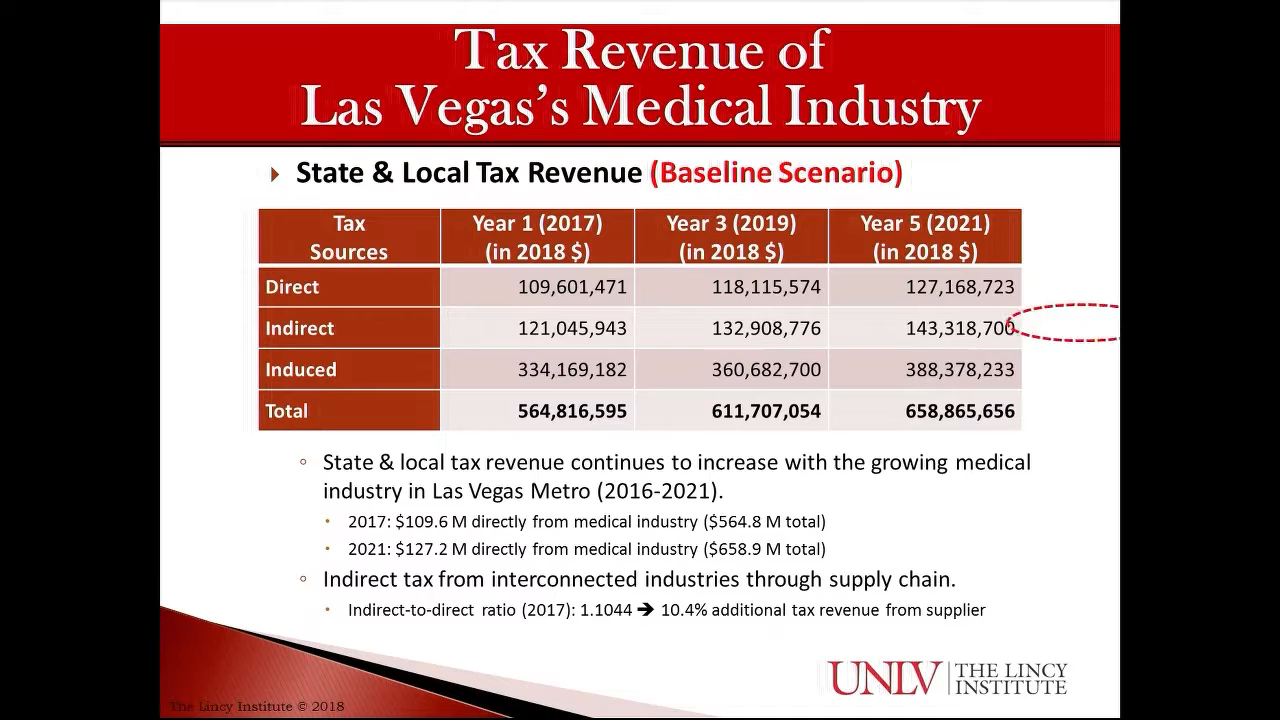 Tax Revenue of
Las Vegas's Medical Industry
State & Local Tax Revenue (Baseline Scenario)
Tax Sources Year 1 (2017) (in 2018 $) Year 3 (2019) (in 2018 $) Year 5 (2021) (in 2018 $)
Direct 109,601,471 118,115,574 127,168,723
Indirect 121,045,943 132,908,776 143,318,700
Induced 334,169,182 360,682,700 388,378,233
Total 564,816,595 611,707,054 658,865,656
State & local tax revenue continues to increase with the growing medical
industry in Las Vegas Metro (2016-2021).
2017: $109.6 M directly from medical industry ($564.8 M total)
2021: $127.2 M directly from medical industry ($658.9 M total)
Indirect tax from interconnected industries through supply chain.
Indirect-to-direct ratio (2017): 1.1044 ➔ 10.4% additional tax revenue from supplier
UNLV THE LINCY
INSTITUTE
The Lincy Institute © 2018